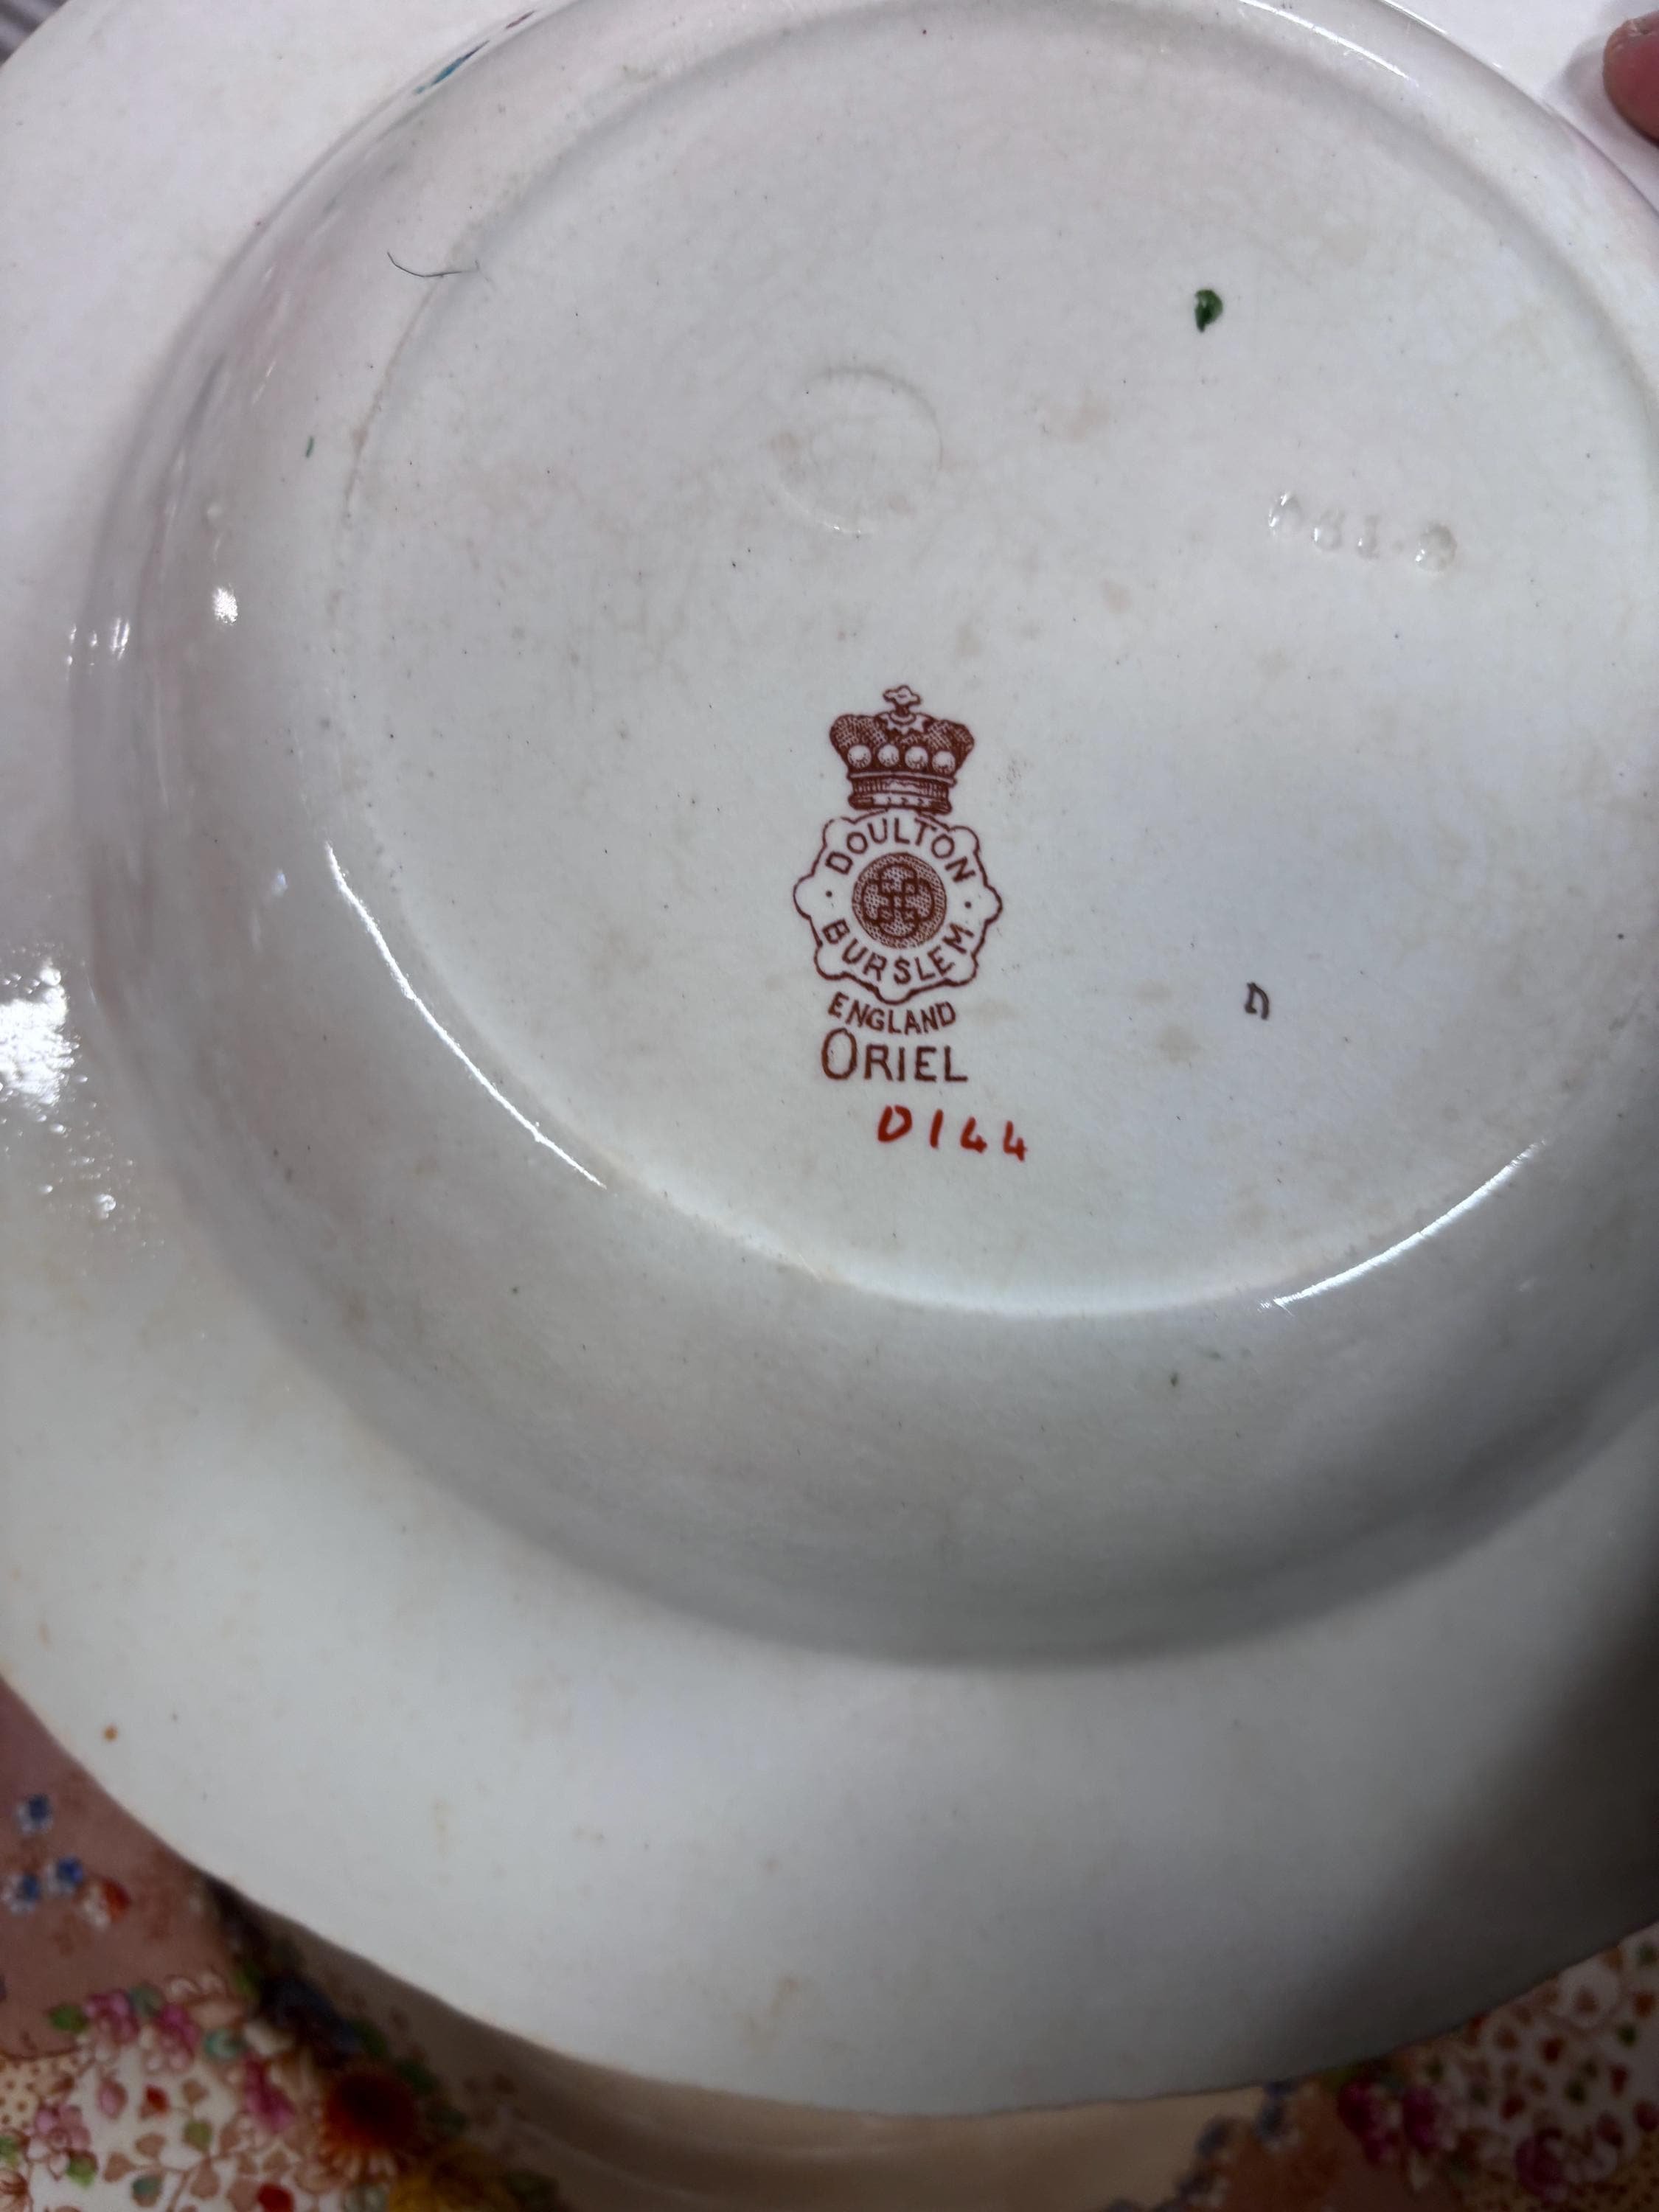 DOULTON
BURSLEM
ENGLAND
ORIEL
D144
D